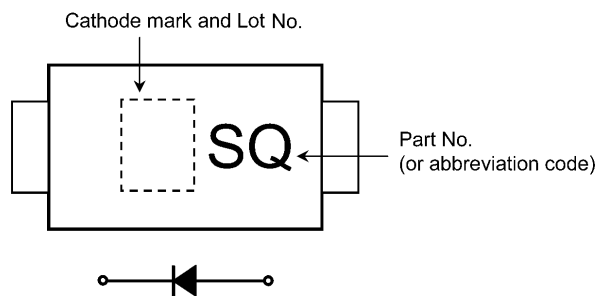 Cathode mark and Lot No.
SQ
Part No.
(or abbreviation code)